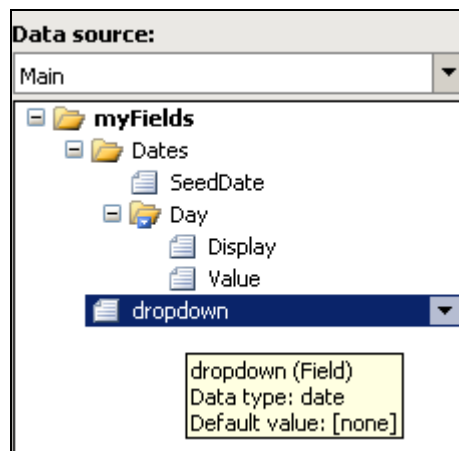 Data source:
Main
myFields
Dates
SeedDate
Day
Display
Value
dropdown
dropdown (Field)
Data type: date
Default value: [none]